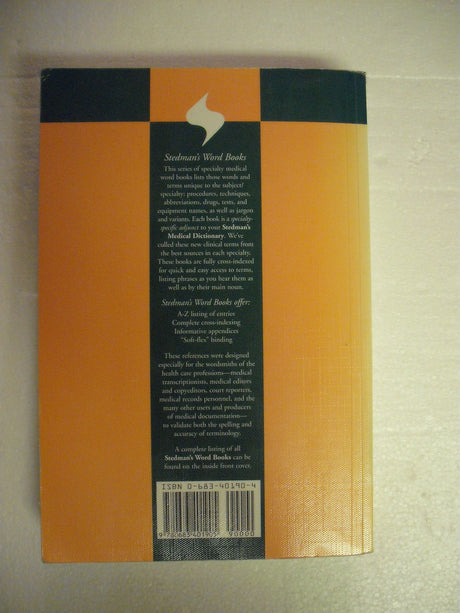 Stedman's Word Books
This series of specialty medical
word books lists those words and
terms unique to the subject/
specialty: procedures, techniques,
abbreviations, drugs, tests, and
equipment names, as well as jargon
and variants. Each book is a specialty-
specific adjunct to your Stedman's
Medical Dictionary. We've
culled these new clinical terms from
the best sources in each specialty.
These books are fully cross-indexed
for quick and easy access to terms,
listing phrases as you hear them as
well as by their main noun.
Stedman's Word Books offer:
A-Z listing of entries
Complete cross-indexing
Informative appendices
"Soft-flex" binding
These references were designed
especially for the wordsmiths of the
health care professions—medical
transcriptionists, medical editors
and copyeditors, court reporters,
medical records personnel, and the
many other users and producers
of medical documentation—
to validate both the spelling and
accuracy of terminology.
A complete listing of all
Stedman's Word Books can be
found on the inside front cover.
ISBN 0-683-40190-4
9 780683 401905 90000